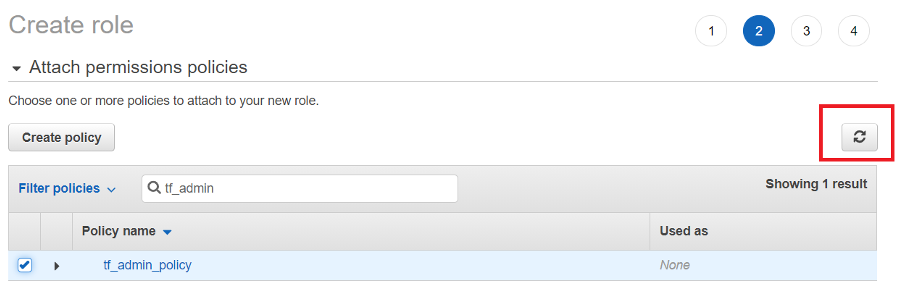 Create role
1 2 3 4
Attach permissions policies
Choose one or more policies to attach to your new role.
Create policy
Filter policies tf_admin Showing 1 result
Policy name Used as
tf_admin_policy None